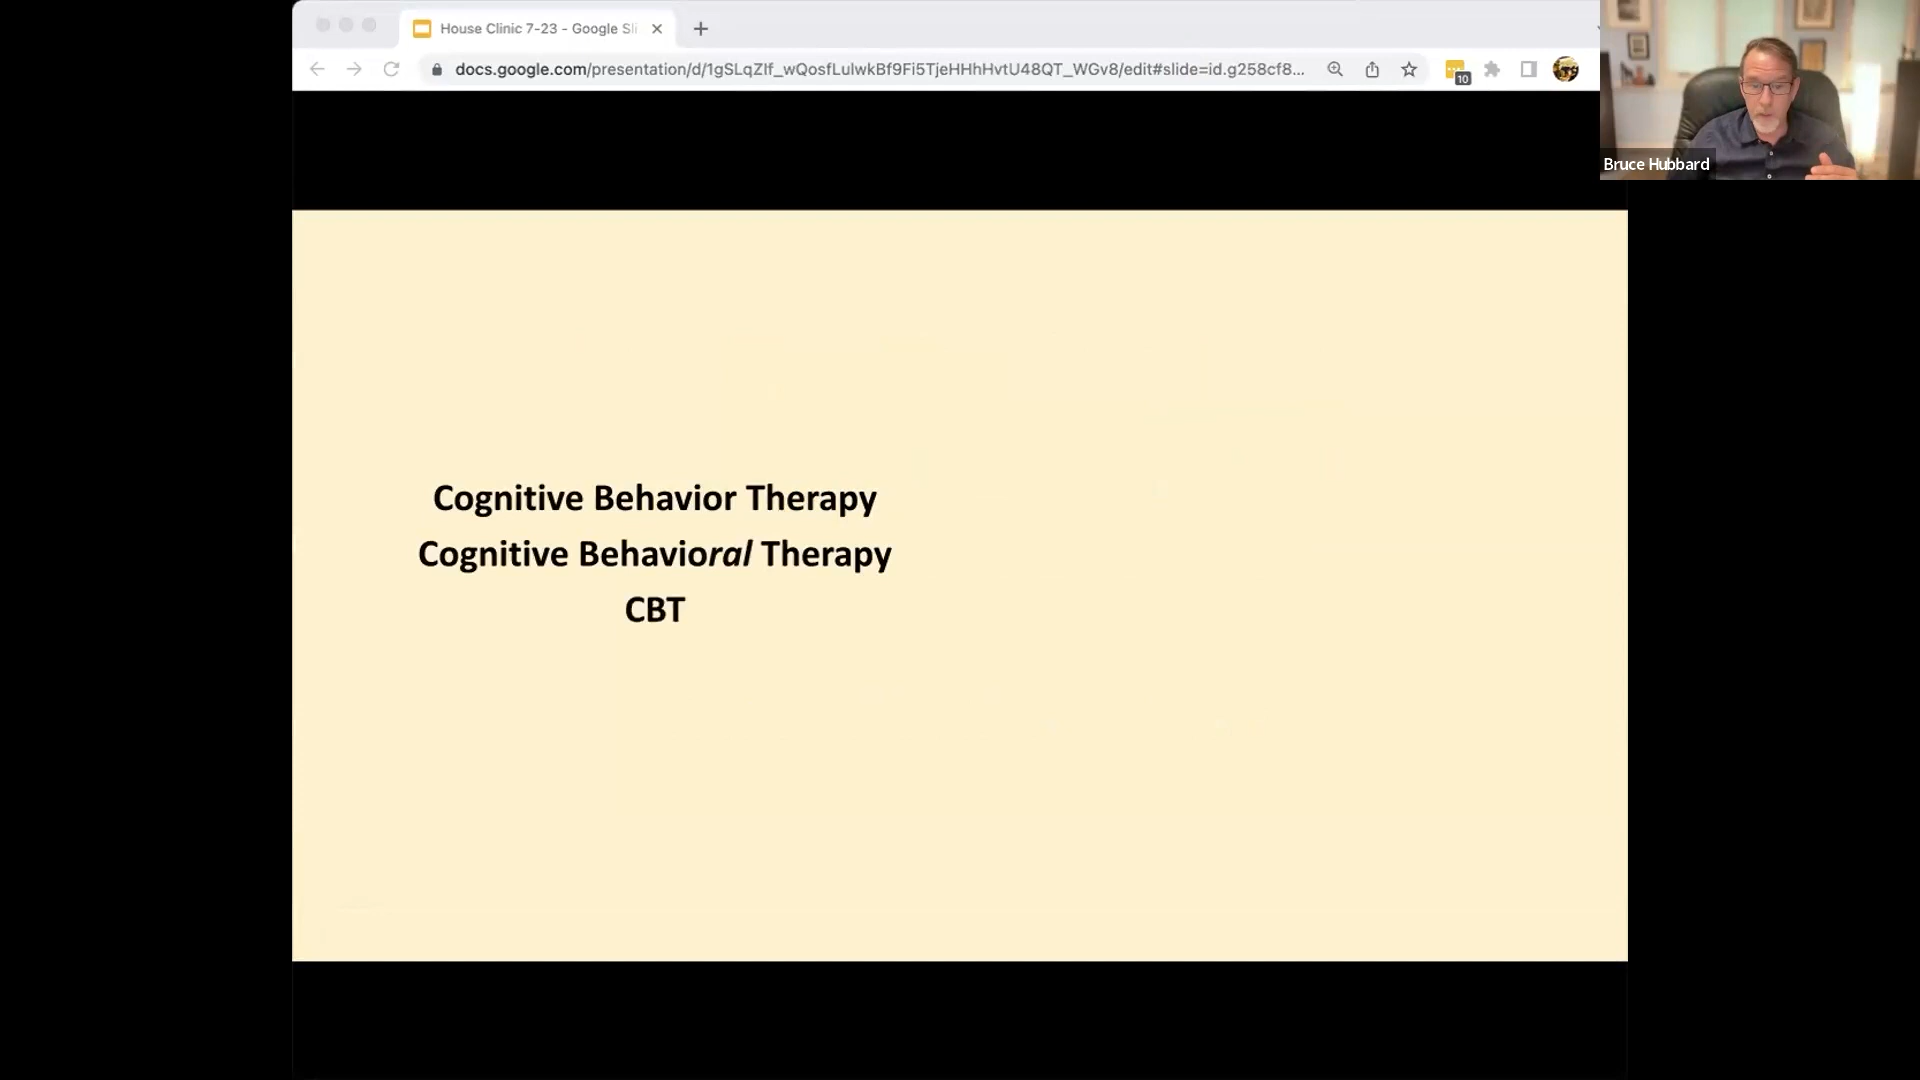 House Clinic 7-23 - Google Sli
docs.google.com/presentation/d/1gSLqZIf_wQosfLulwkBf9Fi5TjeHHhHvtU48QT_WGv8/edit#slide=id.g258cf8...
10
Bruce Hubbard
Cognitive Behavior Therapy
Cognitive Behavioral Therapy
CBT